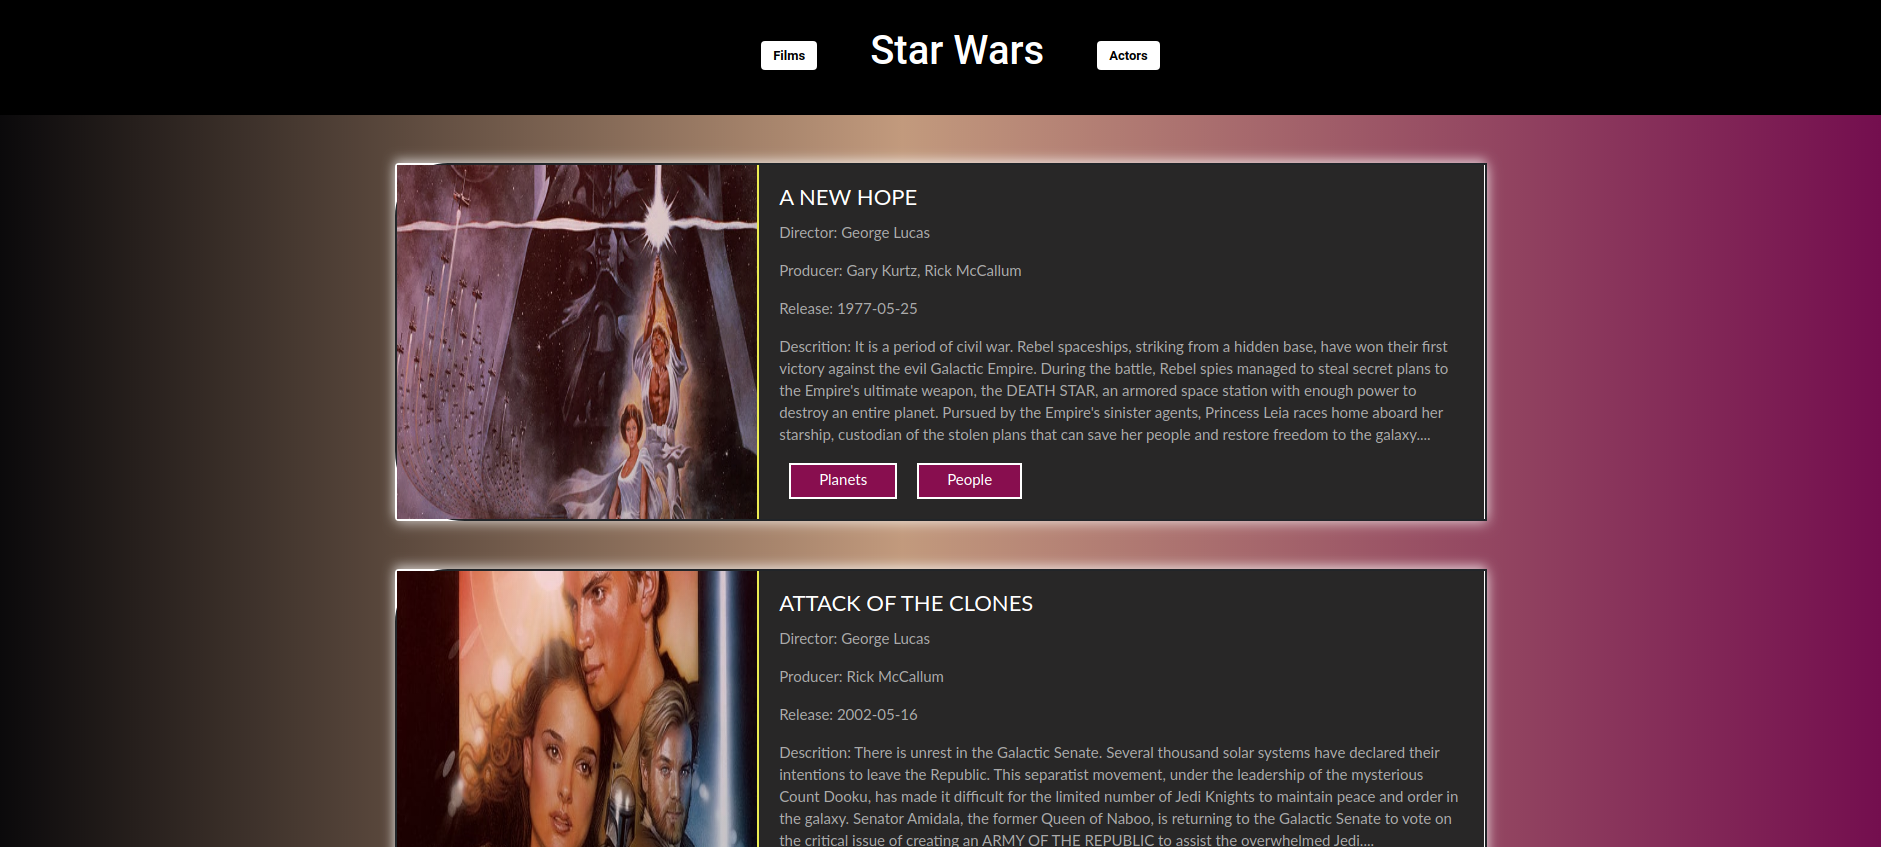 Films
Star Wars
Actors
A NEW HOPE
Director: George Lucas
Producer: Gary Kurtz, Rick McCallum
Release: 1977-05-25
Descrition: It is a period of civil war. Rebel spaceships, striking from a hidden base, have won their first
victory against the evil Galactic Empire. During the battle, Rebel spies managed to steal secret plans to
the Empire's ultimate weapon, the DEATH STAR, an armored space station with enough power to
destroy an entire planet. Pursued by the Empire's sinister agents, Princess Leia races home aboard her
starship, custodian of the stolen plans that can save her people and restore freedom to the galaxy....
Planets
People
ATTACK OF THE CLONES
Director: George Lucas
Producer: Rick McCallum
Release: 2002-05-16
Descrition: There is unrest in the Galactic Senate. Several thousand solar systems have declared their
intentions to leave the Republic. This separatist movement, under the leadership of the mysterious
Count Dooku, has made it difficult for the limited number of Jedi Knights to maintain peace and order in
the galaxy. Senator Amidala, the former Queen of Naboo, is returning to the Galactic Senate to vote on
the critical issue of creating an ARMY OF THE REPUBLIC to assist the overwhelmed Jedi....